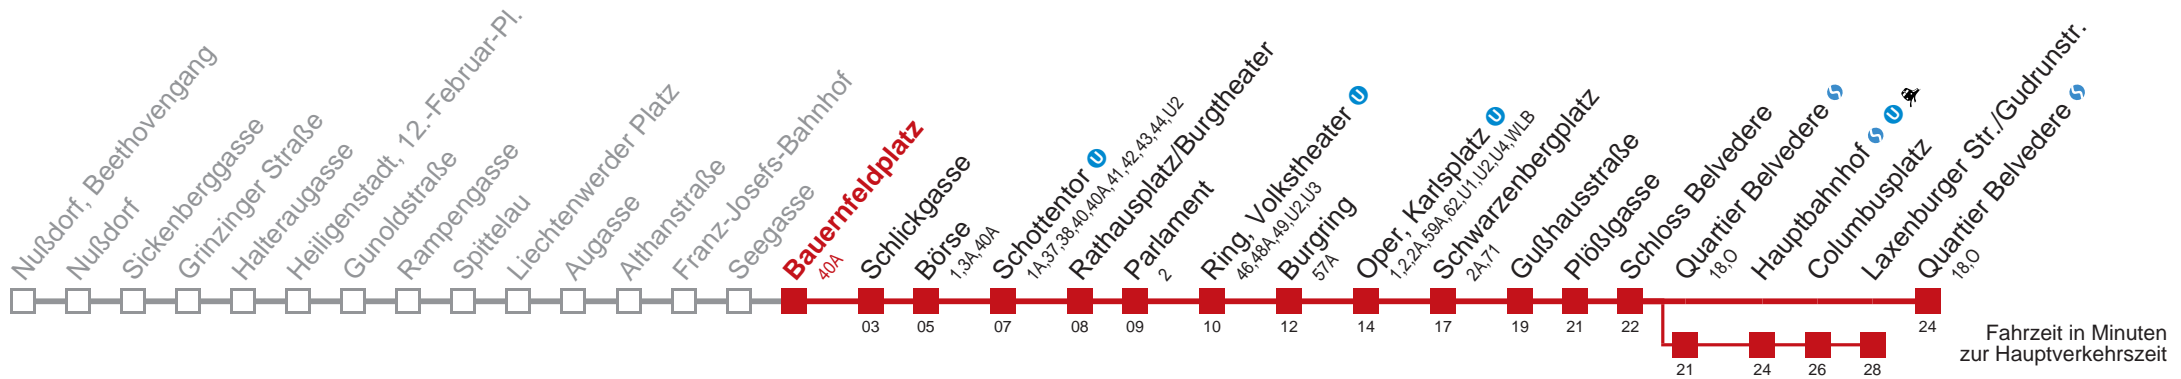 Nußdorf, Beethovengang
Nußdorf
Sickenberggasse
Grinzinger Straße
Halteraugasse
Heiligenstadt, 12.-Februar-Pl.
Gunoldstraße
Rampengasse
Spittelau
Liechtenwerder Platz
Augasse
Althanstraße
Franz-Josefs-Bahnhof
Seegasse
Bauernfeldplatz
40A
Schlickgasse
Börse
1,3A,40A
Schottentor U
1A,37,38,40,40A,41,42,43,44,U2
Rathausplatz/Burgtheater
Parlament
2
Ring, Volkstheater U
46,48A,49,U2,U3
Burgring
57A
Oper, Karlsplatz U
1,2,2A,59A,62,U1,U2,U4,WLB
Schwarzenbergplatz
2A,71
Gußhausstraße
Plößlgasse
Schloss Belvedere
Quartier Belvedere S
18,O
Hauptbahnhof S U
Columbusplatz
Laxenburger Str./Gudrunstr.
Quartier Belvedere S
18,O
03 05 07 08 09 10 12 14 17 19 21 22 24
21 24 26 28
Fahrzeit in Minuten
zur Hauptverkehrszeit